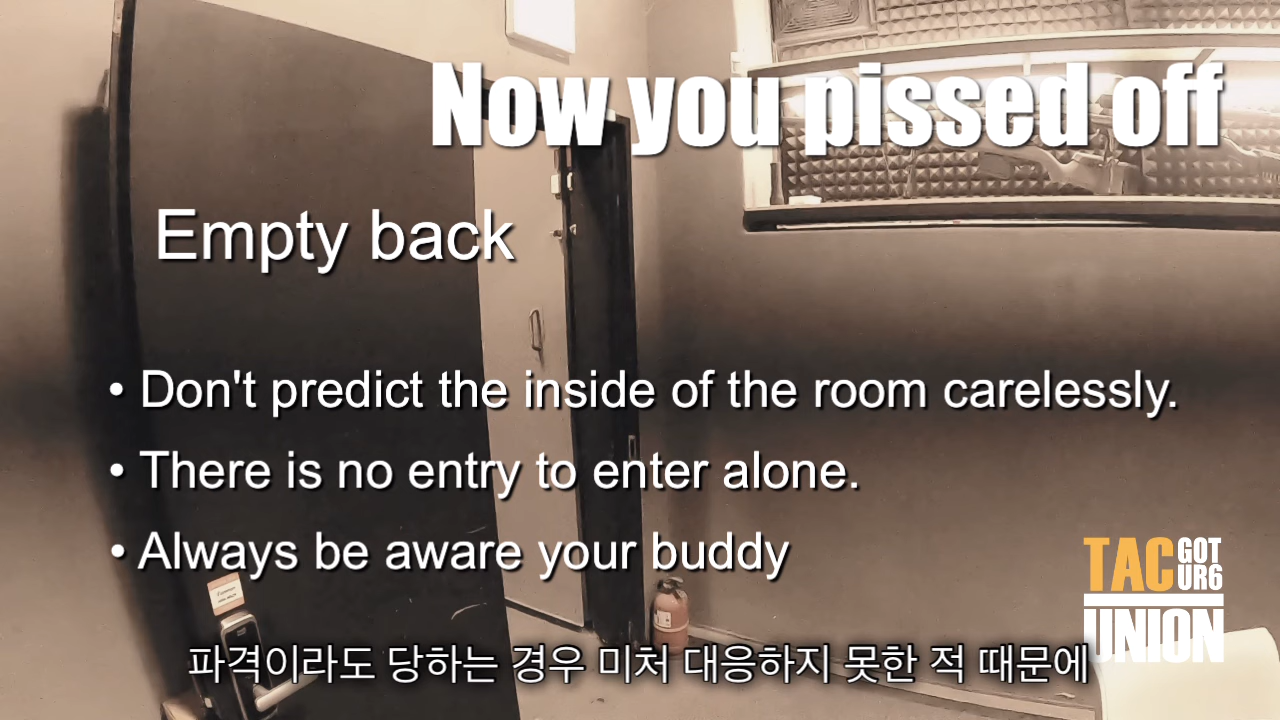 Now you pissed off
Empty back
• Don't predict the inside of the room carelessly.
• There is no entry to enter alone.
• Always be aware your buddy
TAC GOT UR6
UNION
파격이라도 당하는 경우 미처 대응하지 못한 적 때문에